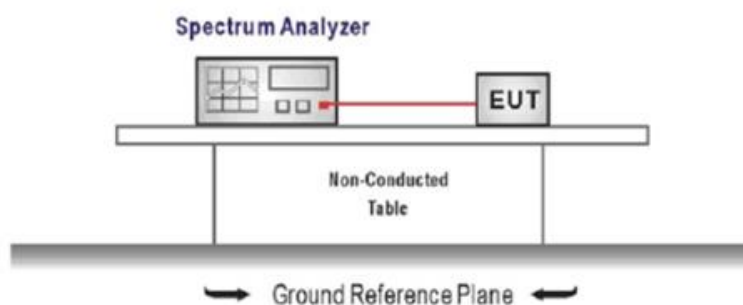 Spectrum Analyzer
EUT
Non-Conducted
Table
Ground Reference Plane